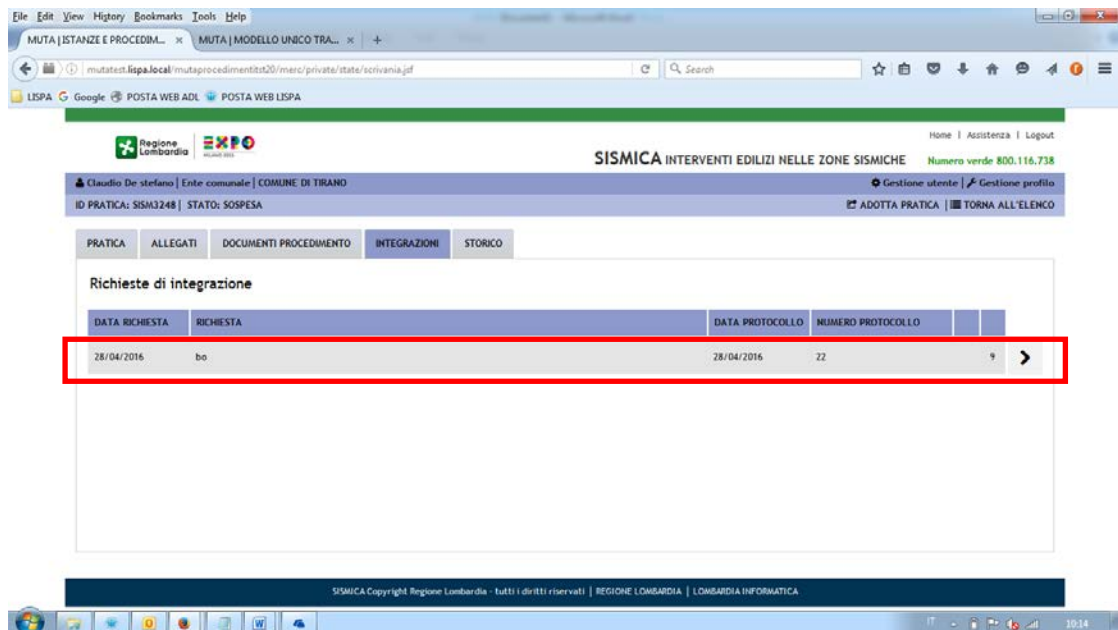 File Edit View History Bookmarks Tools Help
MUTA | ISTANZE E PROCEDIM... × MUTA | MODELLO UNICO TRA... × +
mutatest.lispa.local/mutaprocedimentitst20/merc/private/state/scrivania.jsf Search
LISPA Google POSTA WEB ADL POSTA WEB LISPA
Regione Lombardia EXPO MILANO 2015
Home | Assistenza | Logout
SISMICA INTERVENTI EDILIZI NELLE ZONE SISMICHE Numero verde 800.116.738
Claudio De stefano | Ente comunale | COMUNE DI TIRANO Gestione utente | Gestione profilo
ID PRATICA: SISM3248 | STATO: SOSPESA ADOTTA PRATICA | TORNA ALL'ELENCO
PRATICA ALLEGATI DOCUMENTI PROCEDIMENTO INTEGRAZIONI STORICO
Richieste di integrazione
DATA RICHIESTA RICHIESTA DATA PROTOCOLLO NUMERO PROTOCOLLO
28/04/2016 bo 28/04/2016 22 9
SISMICA Copyright Regione Lombardia - tutti i diritti riservati | REGIONE LOMBARDIA | LOMBARDIA INFORMATICA
IT 10:14